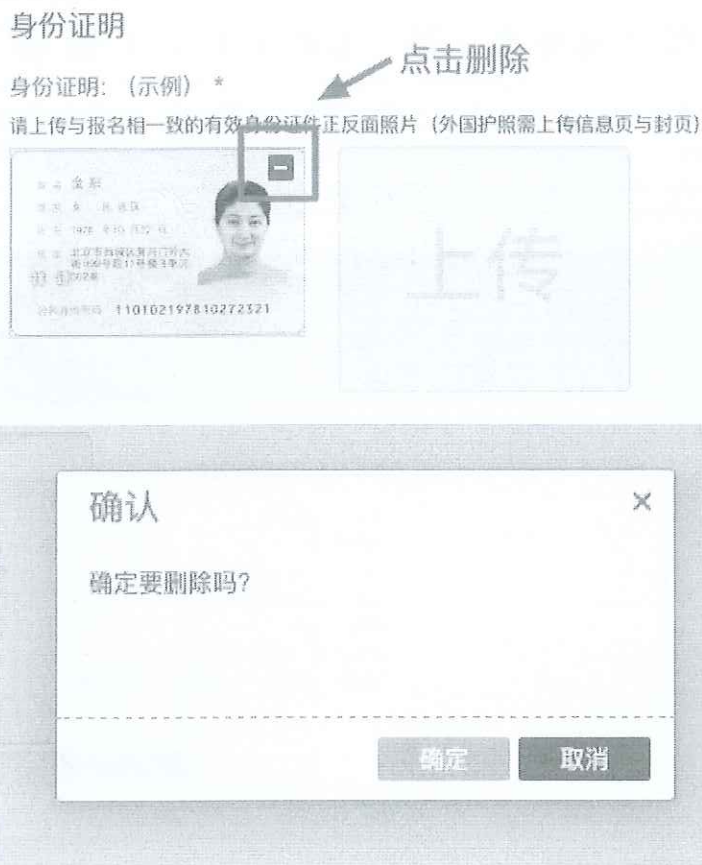 身份证明
点击删除
身份证明：（示例） *
请上传与报名相一致的有效身份证件正反面照片（外国护照需上传信息页与封页）
1978
110102197810272321
上传
确认
×
确定要删除吗?
确定
取消